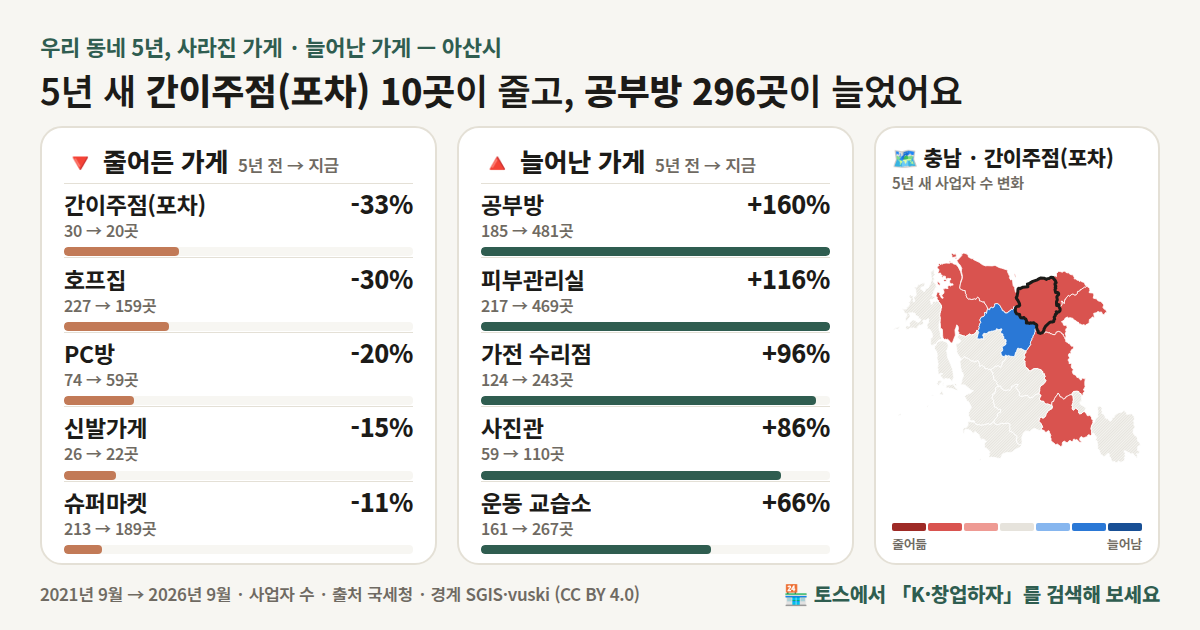 우리 동네 5년, 사라진 가게 · 늘어난 가게 — 아산시
5년 새 간이주점(포차) 10곳이 줄고, 공부방 296곳이 늘었어요
줄어든 가게 5년 전 → 지금
간이주점(포차) -33%
30 → 20곳
호프집 -30%
227 → 159곳
PC방 -20%
74 → 59곳
신발가게 -15%
26 → 22곳
슈퍼마켓 -11%
213 → 189곳
늘어난 가게 5년 전 → 지금
공부방 +160%
185 → 481곳
피부관리실 +116%
217 → 469곳
가전 수리점 +96%
124 → 243곳
사진관 +86%
59 → 110곳
운동 교습소 +66%
161 → 267곳
충남 · 간이주점(포차)
5년 새 사업자 수 변화
줄어듦 늘어남
2021년 9월 → 2026년 9월 · 사업자 수 · 출처 국세청 · 경계 SGIS·vuski (CC BY 4.0)
토스에서 「K·창업하자」를 검색해 보세요